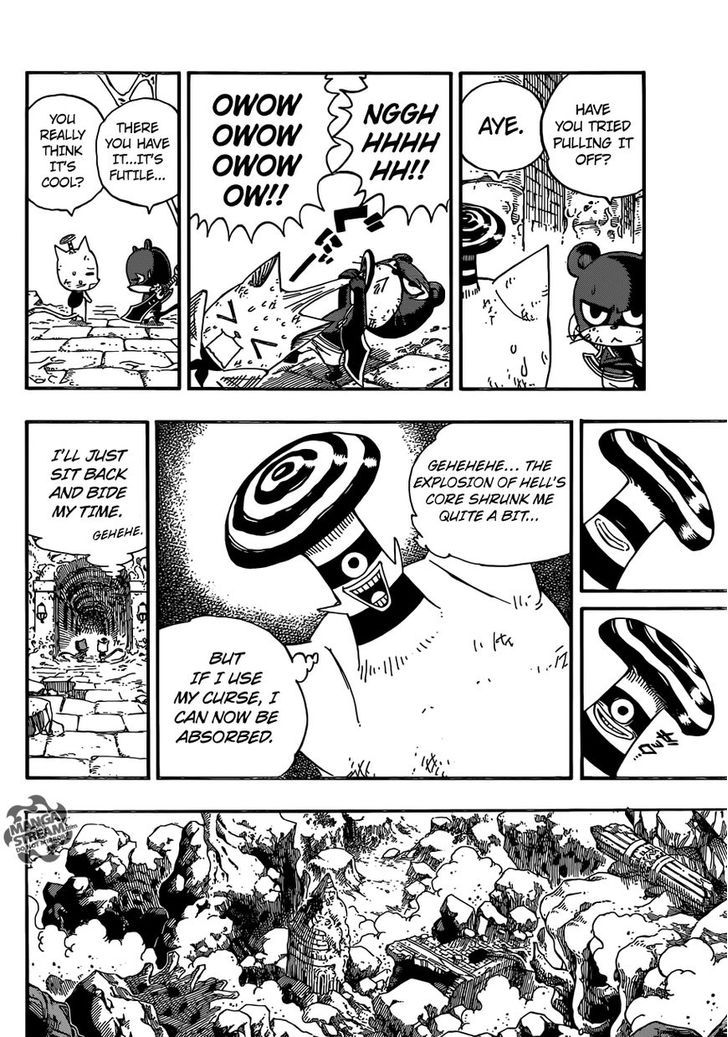 HAVE
YOU TRIED
PULLING IT
OFF?
AYE.
NGGH
HHHH
HH!!
OWOW
OWOW
OWOW
OW!!
THERE
YOU HAVE
IT...IT'S
FUTILE...
YOU
REALLY
THINK
IT'S
COOL?
GEHEHEHE... THE
EXPLOSION OF HELL'S
CORE SHRUNK ME
QUITE A BIT...
BUT
IF I USE
MY CURSE, I
CAN NOW BE
ABSORBED.
I'LL JUST
SIT BACK
AND BIDE
MY TIME.
GEHEHE.
MANGA
STREAM